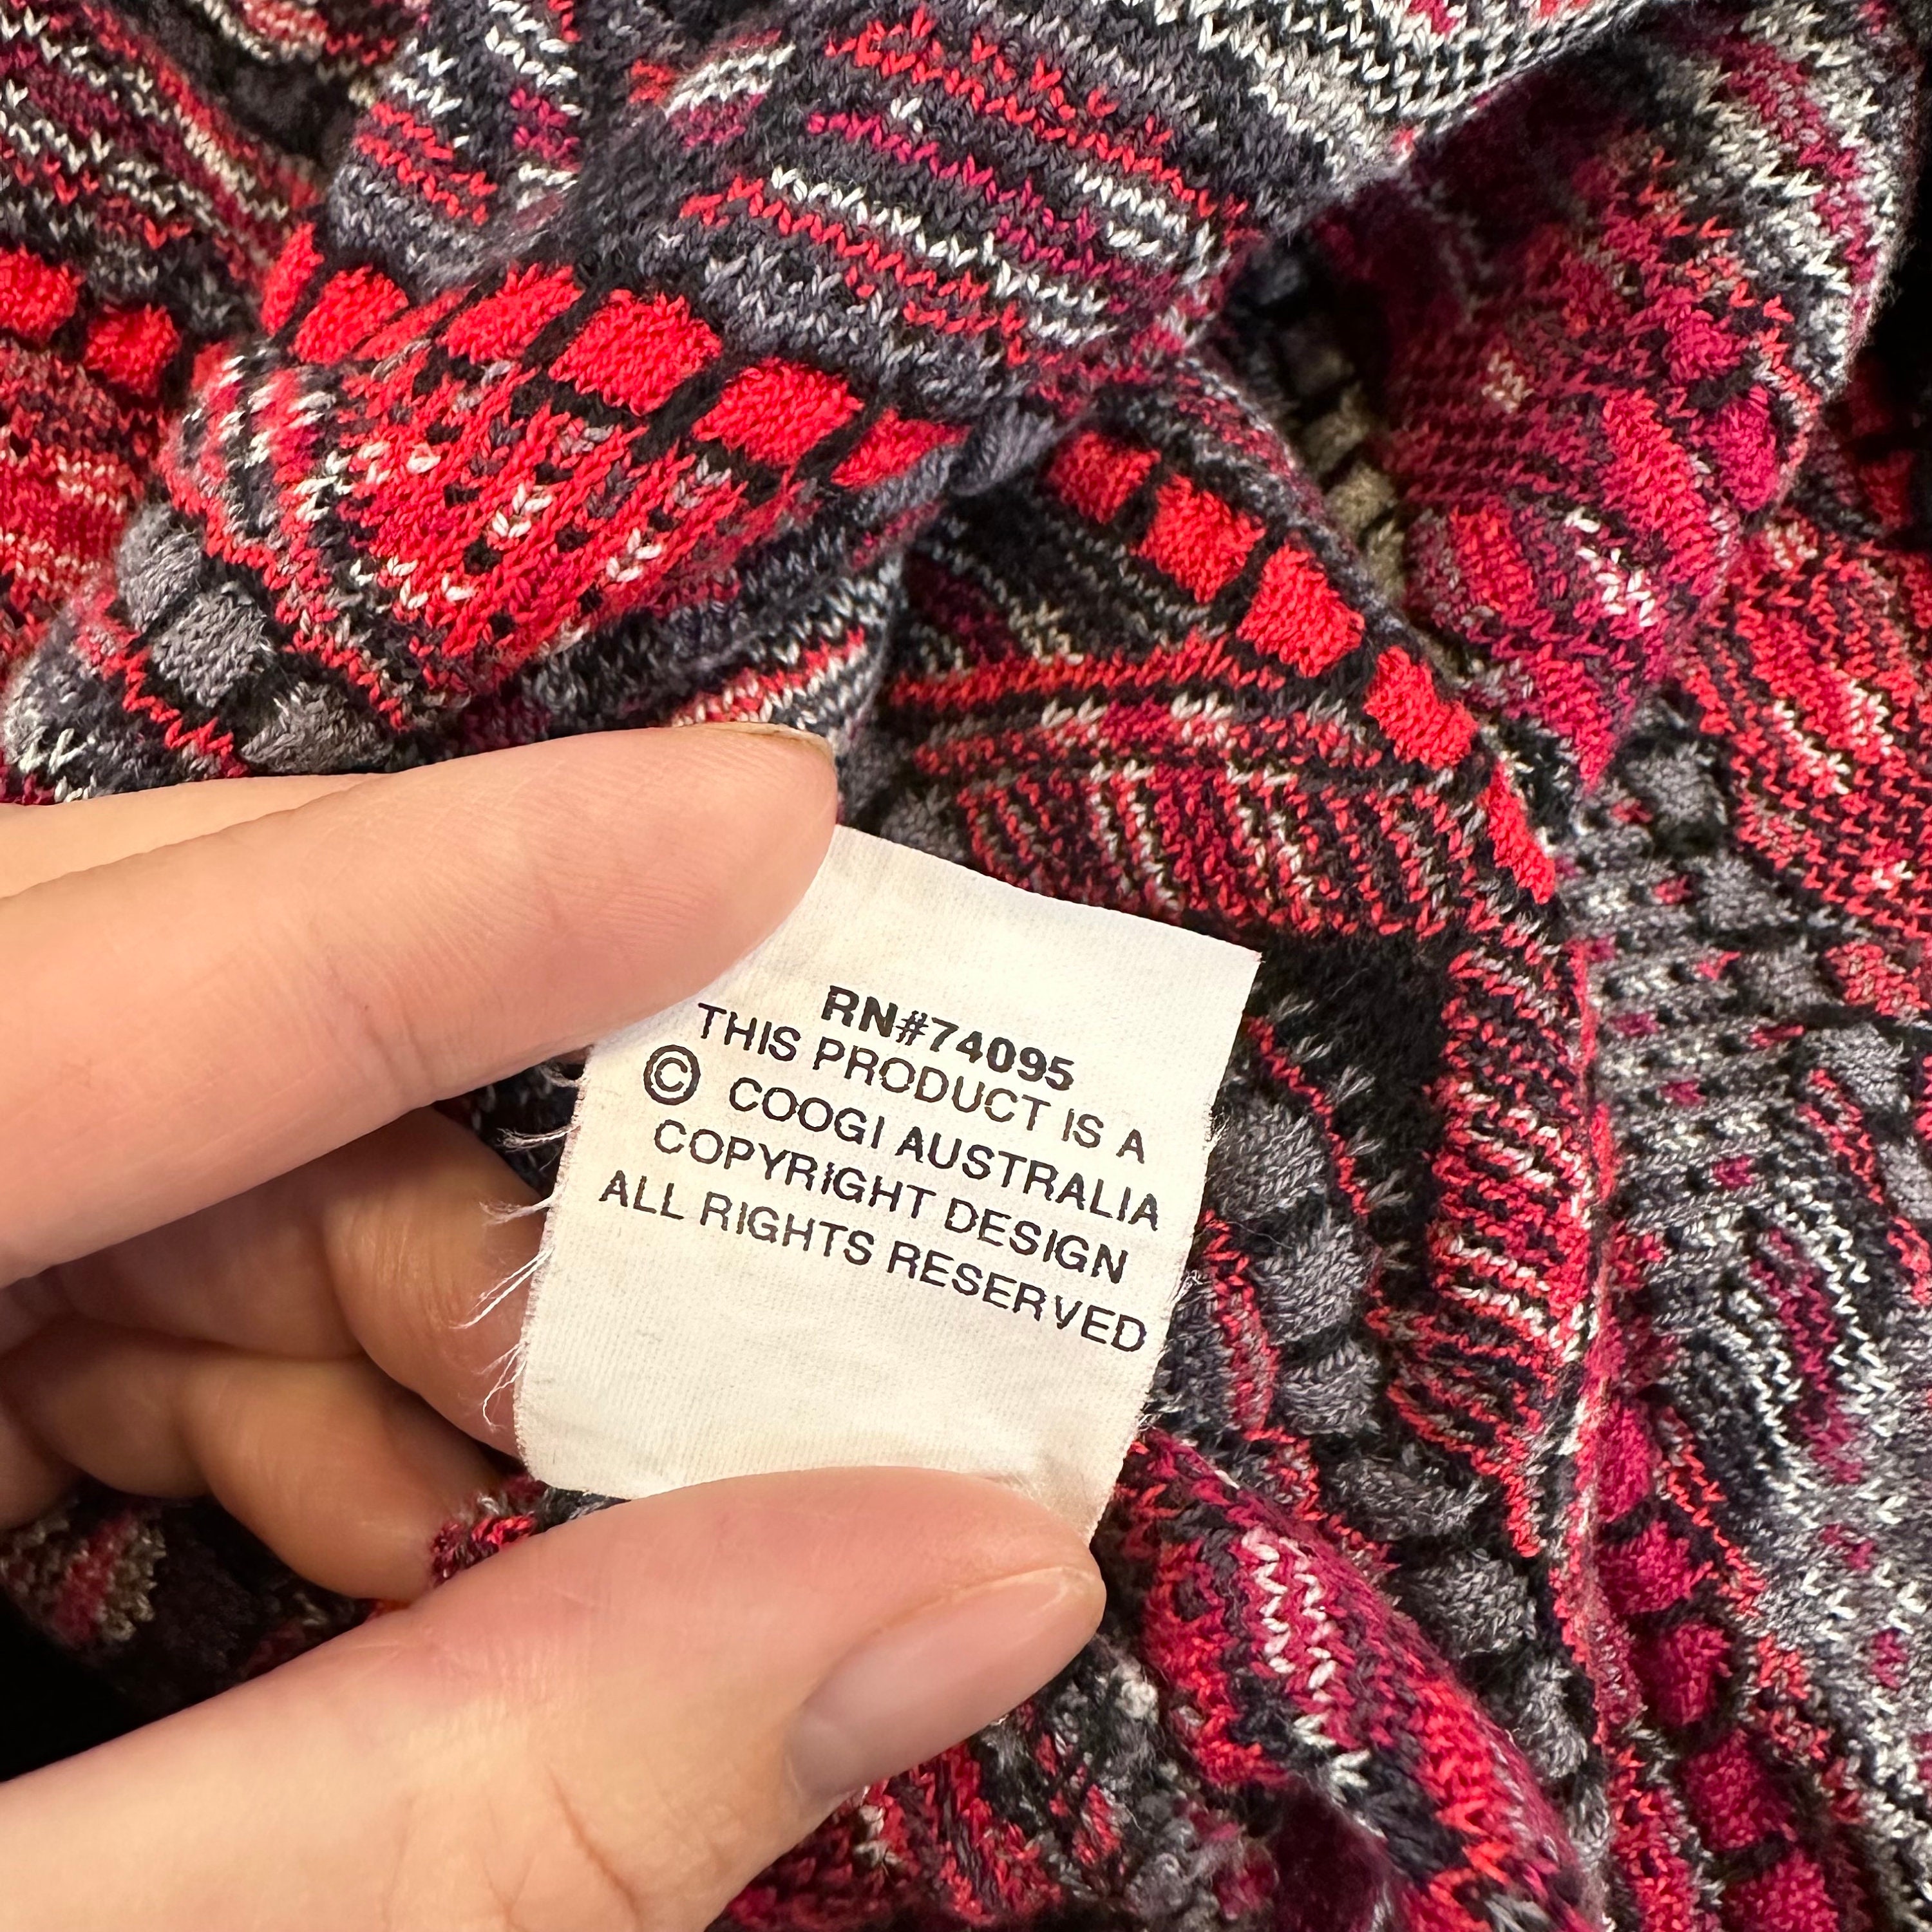 RN#74095
THIS PRODUCT IS A
© COOGI AUSTRALIA
COPYRIGHT DESIGN
ALL RIGHTS RESERVED